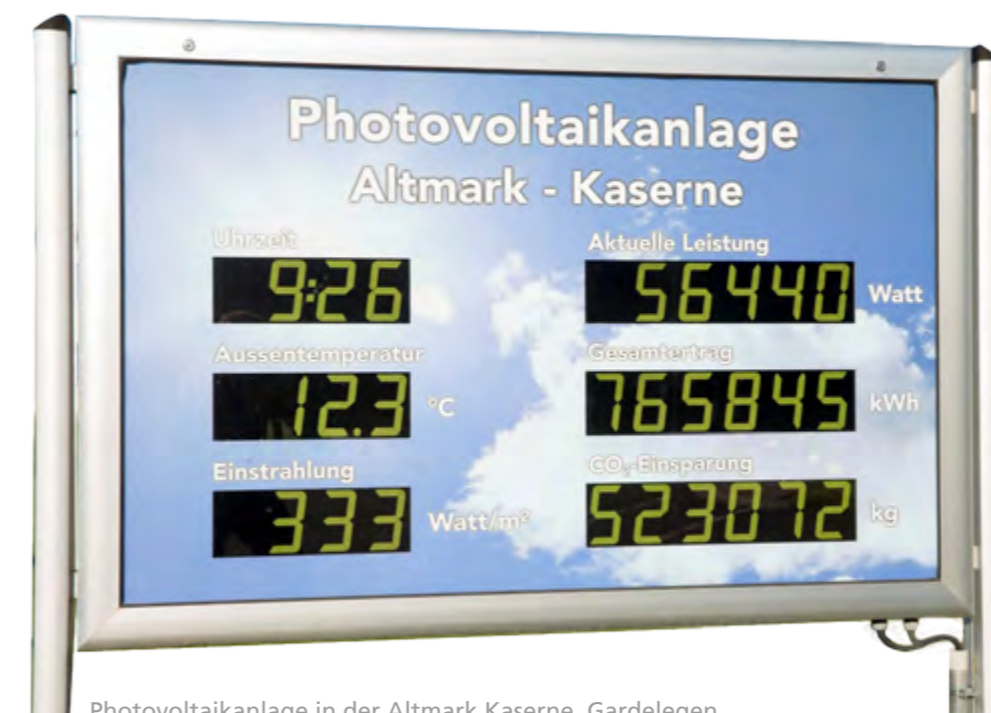 Photovoltaikanlage
Altmark - Kaserne
Uhrzeit
9:26
Aussentemperatur
12.3 °C
Einstrahlung
333 Watt/m²
Aktuelle Leistung
56440 Watt
Gesamtertrag
765845 kWh
CO₂-Einsparung
523072 kg
Photovoltaikanlage in der Altmark Kaserne, Gardelegen